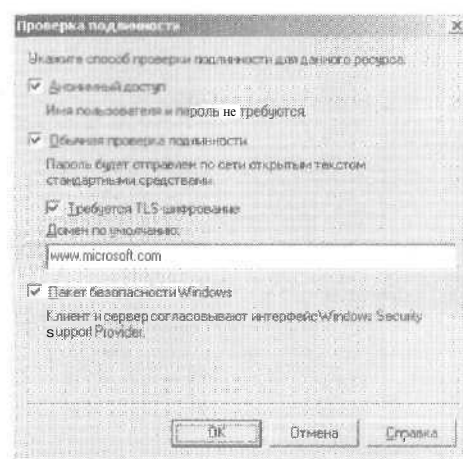 Проверка подлинности
Укажите способ проверки подлинности для данного ресурса.
Анонимный доступ
Имя пользователя и пароль не требуются.
Обычная проверка подлинности
Пароль будет отправлен по сети открытым текстом
стандартными средствами.
Требуется TLS-шифрование
Домен по умолчанию:
www.microsoft.com
Пакет безопасности Windows
Клиент и сервер согласовывают интерфейс Windows Security
support Provider.
OK
Отмена
Справка